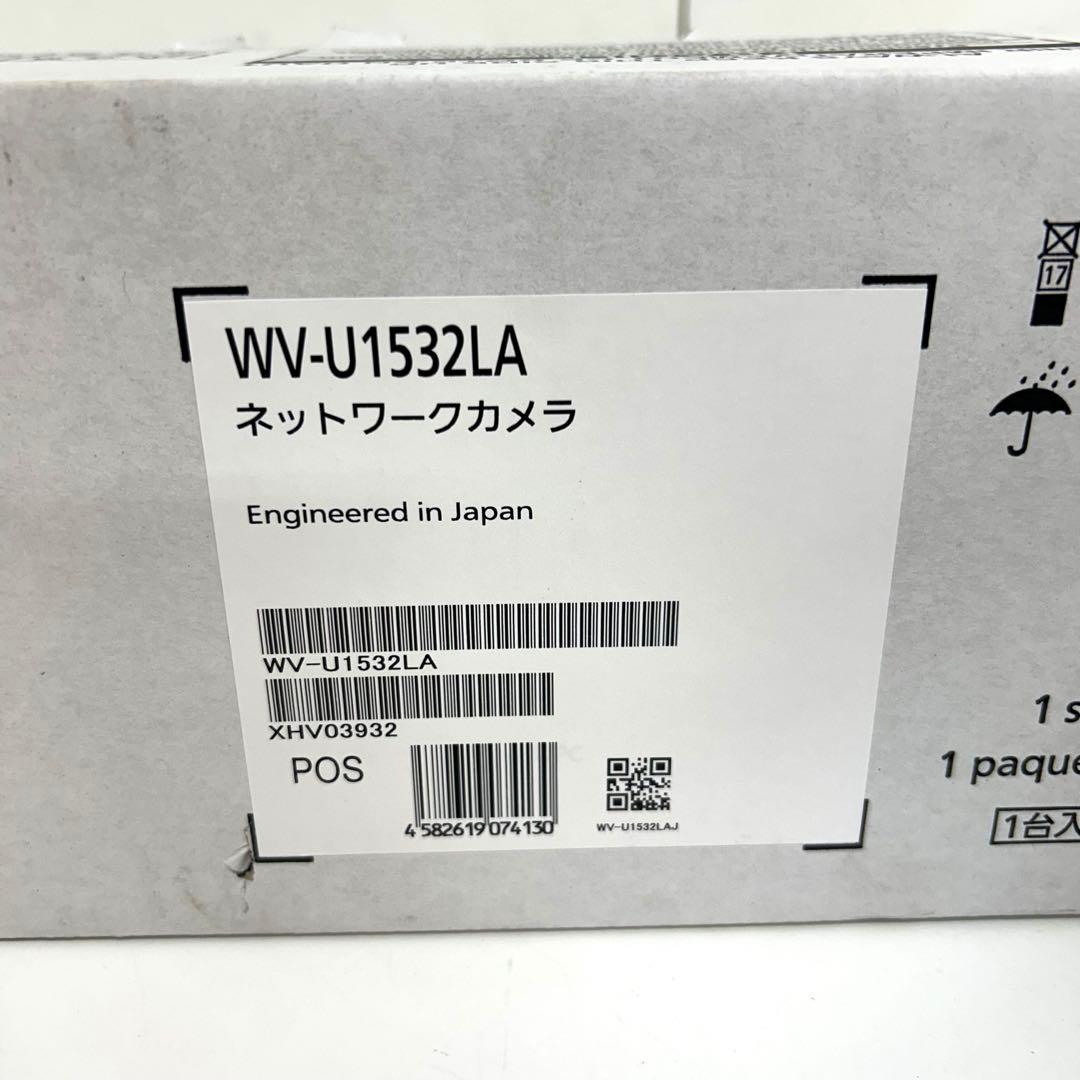 WV-U1532LA
ネットワークカメラ
Engineered in Japan
WV-U1532LA
XHV03932
POS
4 582619 074130
WV-U1532LAJ
17
1 s
1 paque
1台入